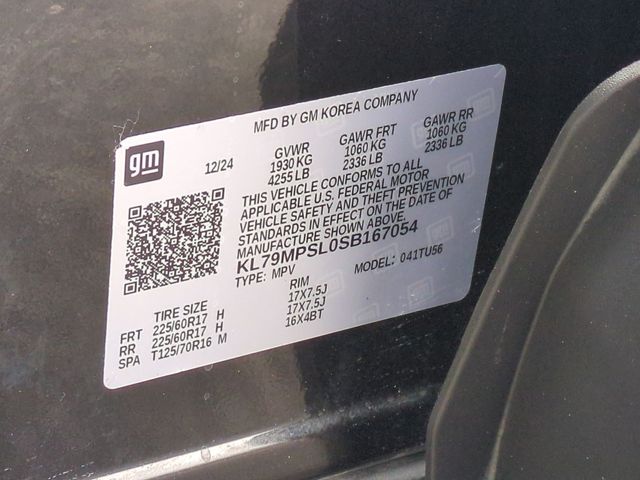 MFD BY GM KOREA COMPANY
gm
12/24
GVWR GAWR FRT GAWR RR
1930 KG 1060 KG 1060 KG
4255 LB 2336 LB 2336 LB
THIS VEHICLE CONFORMS TO ALL
APPLICABLE U.S. FEDERAL MOTOR
VEHICLE SAFETY AND THEFT PREVENTION
STANDARDS IN EFFECT ON THE DATE OF
MANUFACTURE SHOWN ABOVE.
KL79MPSL0SB167054
TYPE: MPV MODEL: 041TU56
TIRE SIZE RIM
FRT 225/60R17 H 17X7.5J
RR 225/60R17 H 17X7.5J
SPA T125/70R16 M 16X4BT